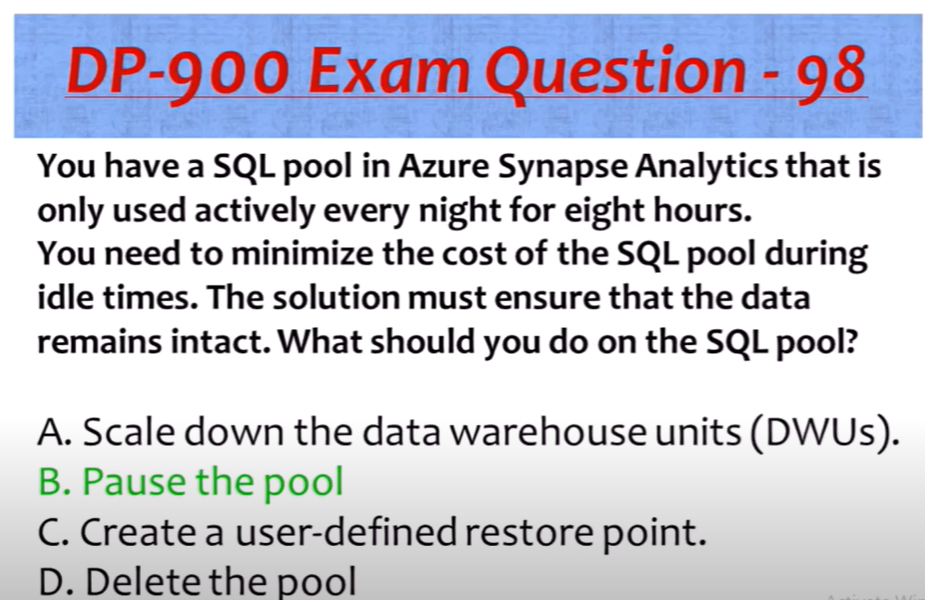 DP-900 Exam Question - 98
You have a SQL pool in Azure Synapse Analytics that is
only used actively every night for eight hours.
You need to minimize the cost of the SQL pool during
idle times. The solution must ensure that the data
remains intact. What should you do on the SQL pool?
A. Scale down the data warehouse units (DWUs).
B. Pause the pool
C. Create a user-defined restore point.
D. Delete the pool